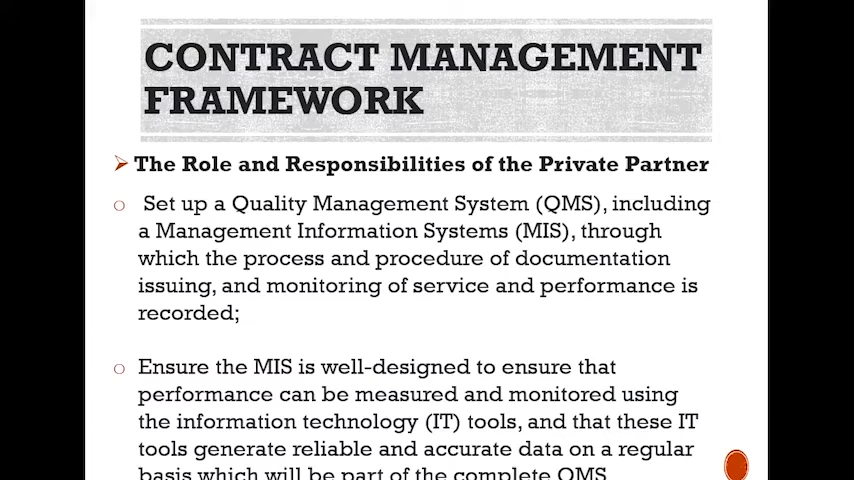 CONTRACT MANAGEMENT
FRAMEWORK
The Role and Responsibilities of the Private Partner
Set up a Quality Management System (QMS), including
a Management Information Systems (MIS), through
which the process and procedure of documentation
issuing, and monitoring of service and performance is
recorded;
Ensure the MIS is well-designed to ensure that
performance can be measured and monitored using
the information technology (IT) tools, and that these IT
tools generate reliable and accurate data on a regular
basis which will be part of the complete QMS